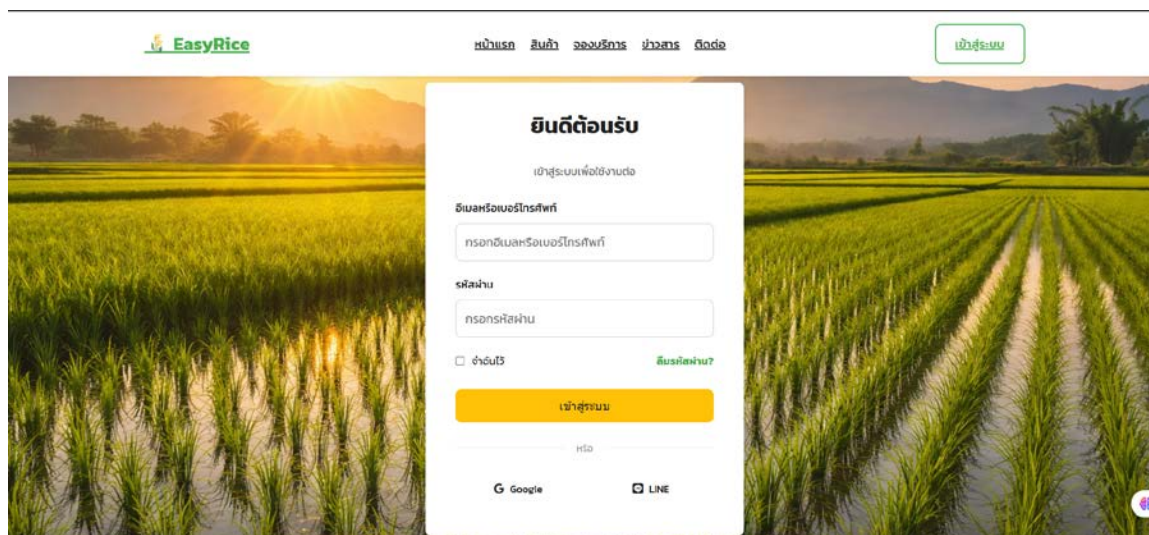 EasyRice
หน้าแรก สินค้า จองบริการ ข่าวสาร ติดต่อ
เข้าสู่ระบบ
ยินดีต้อนรับ
เข้าสู่ระบบเพื่อใช้งานต่อ
อีเมลหรือเบอร์โทรศัพท์
กรอกอีเมลหรือเบอร์โทรศัพท์
รหัสผ่าน
กรอกรหัสผ่าน
จำฉันไว้ ลืมรหัสผ่าน?
เข้าสู่ระบบ
หรือ
G Google LINE